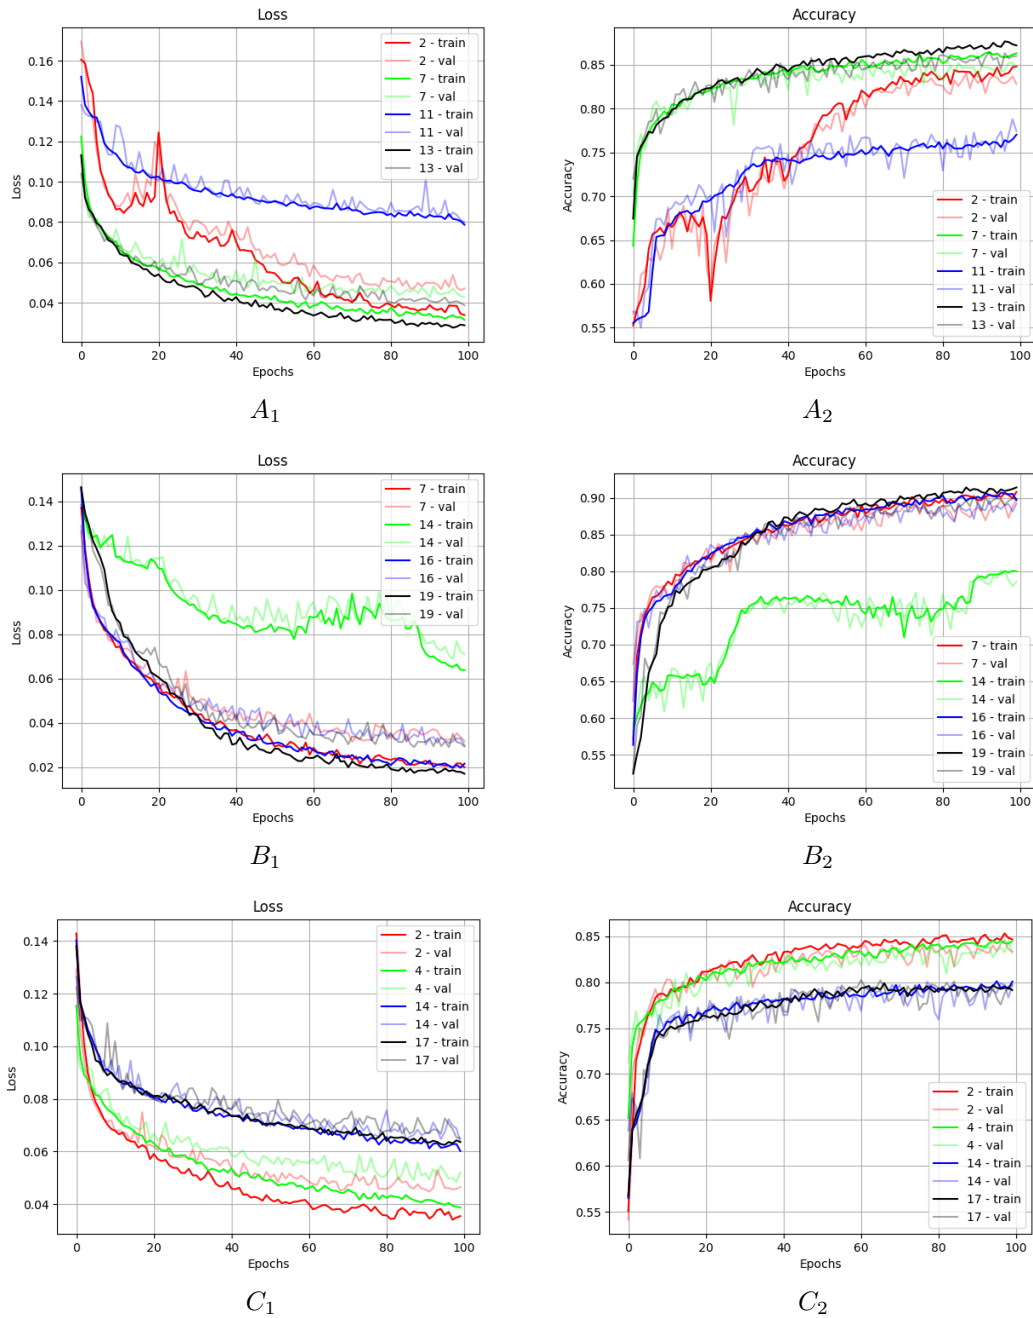 Loss
0.16
0.14
0.12
0.10
0.08
0.06
0.04
Loss
0 20 40 60 80 100
Epochs
2 - train
2 - val
7 - train
7 - val
11 - train
11 - val
13 - train
13 - val
A1
Accuracy
0.85
0.80
0.75
0.70
0.65
0.60
0.55
Accuracy
0 20 40 60 80 100
Epochs
2 - train
2 - val
7 - train
7 - val
11 - train
11 - val
13 - train
13 - val
A2
Loss
0.14
0.12
0.10
0.08
0.06
0.04
0.02
Loss
0 20 40 60 80 100
Epochs
7 - train
7 - val
14 - train
14 - val
16 - train
16 - val
19 - train
19 - val
B1
Accuracy
0.90
0.85
0.80
0.75
0.70
0.65
0.60
0.55
Accuracy
0 20 40 60 80 100
Epochs
7 - train
7 - val
14 - train
14 - val
16 - train
16 - val
19 - train
19 - val
B2
Loss
0.14
0.12
0.10
0.08
0.06
0.04
Loss
0 20 40 60 80 100
Epochs
2 - train
2 - val
4 - train
4 - val
14 - train
14 - val
17 - train
17 - val
C1
Accuracy
0.85
0.80
0.75
0.70
0.65
0.60
0.55
Accuracy
0 20 40 60 80 100
Epochs
2 - train
2 - val
4 - train
4 - val
14 - train
14 - val
17 - train
17 - val
C2